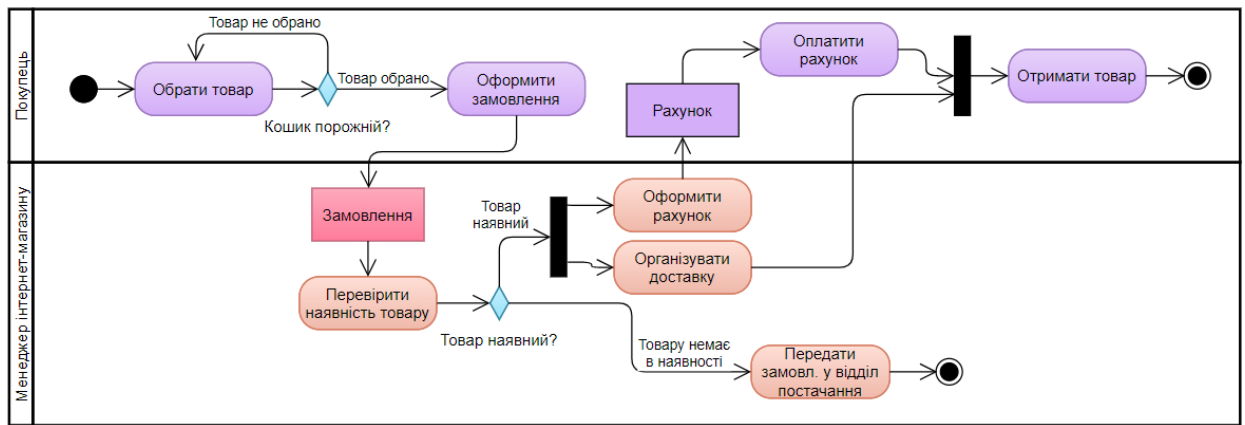 Покупець
Товар не обрано
Обрати товар
Товар обрано
Кошик порожній?
Оформити
замовлення
Рахунок
Оплатити
рахунок
Отримати товар
Менеджер інтернет-магазину
Замовлення
Перевірити
наявність товару
Товар наявний?
Товар
наявний
Оформити
рахунок
Організувати
доставку
Товару немає
в наявності
Передати
замовл. у відділ
постачання